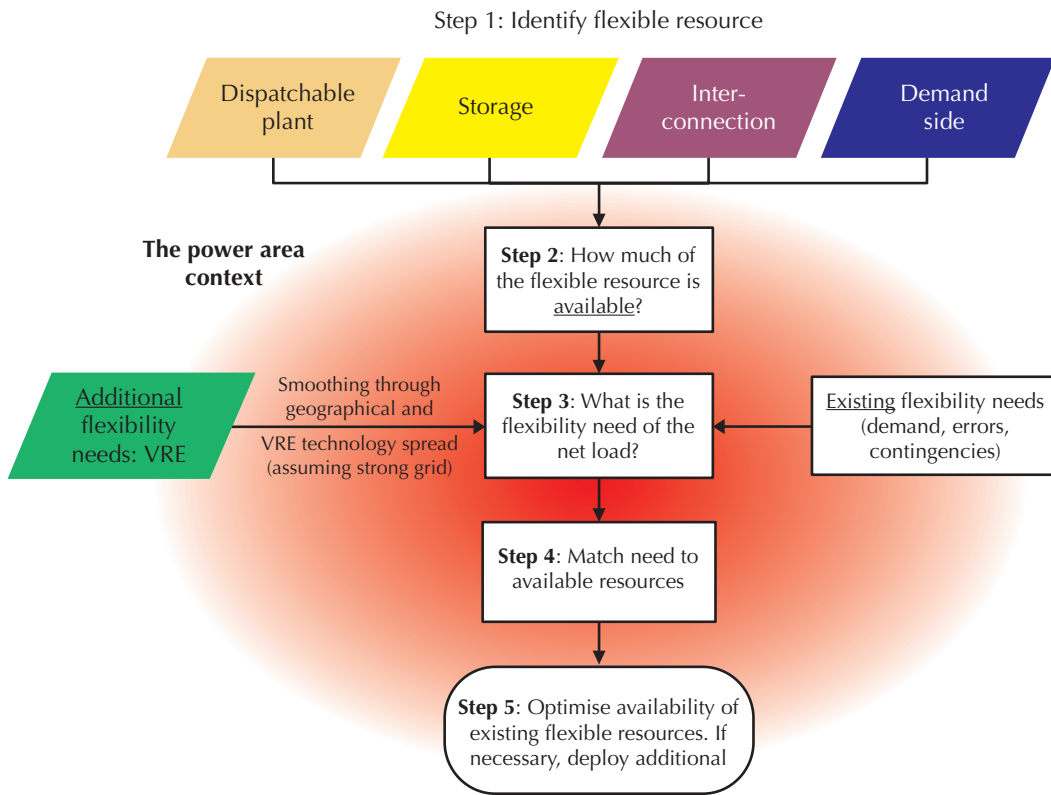 Step 1: Identify flexible resource
Dispatchable
plant
Storage
Inter-
connection
Demand
side
The power area
context
Step 2: How much of
the flexible resource is
available?
Additional
flexibility
needs: VRE
Smoothing through
geographical and
VRE technology spread
(assuming strong grid)
Step 3: What is the
flexibility need of the
net load?
Existing flexibility needs
(demand, errors,
contingencies)
Step 4: Match need to
available resources
Step 5: Optimise availability of
existing flexible resources. If
necessary, deploy additional